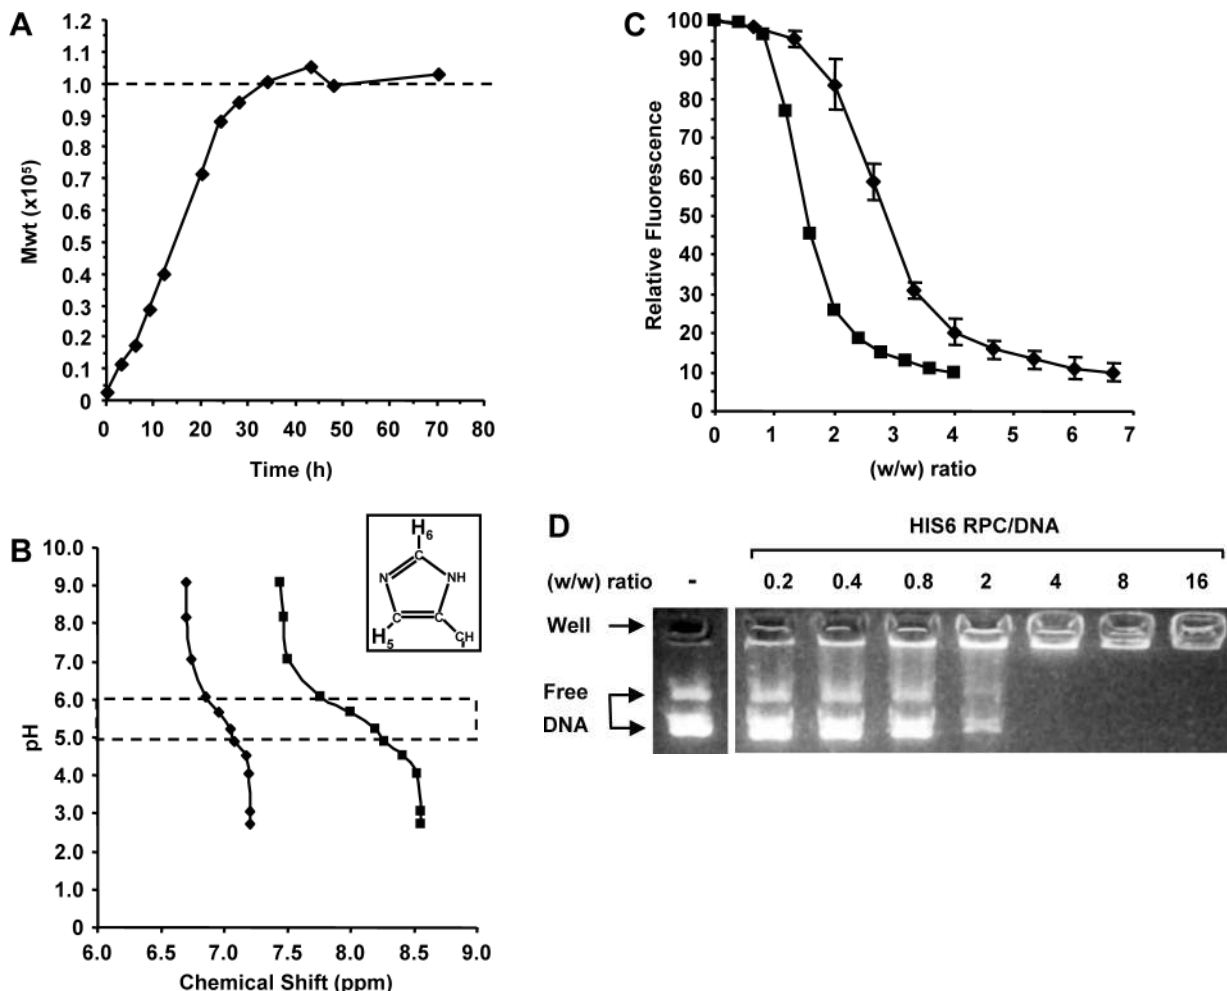 A
1.2
1.1
1.0
0.9
0.8
0.7
0.6
0.5
0.4
0.3
0.2
0.1
0
Mwt (x10⁵)
0 10 20 30 40 50 60 70 80
Time (h)
C
100
90
80
70
60
50
40
30
20
10
0
Relative Fluorescence
0 1 2 3 4 5 6 7
(w/w) ratio
B
10.0
9.0
8.0
7.0
6.0
5.0
4.0
3.0
2.0
1.0
0
pH
6.0 6.5 7.0 7.5 8.0 8.5 9.0
Chemical Shift (ppm)
H₆
C
N NH
C C
H₅ CH
D
HIS6 RPC/DNA
(w/w) ratio - 0.2 0.4 0.8 2 4 8 16
Well
Free
DNA